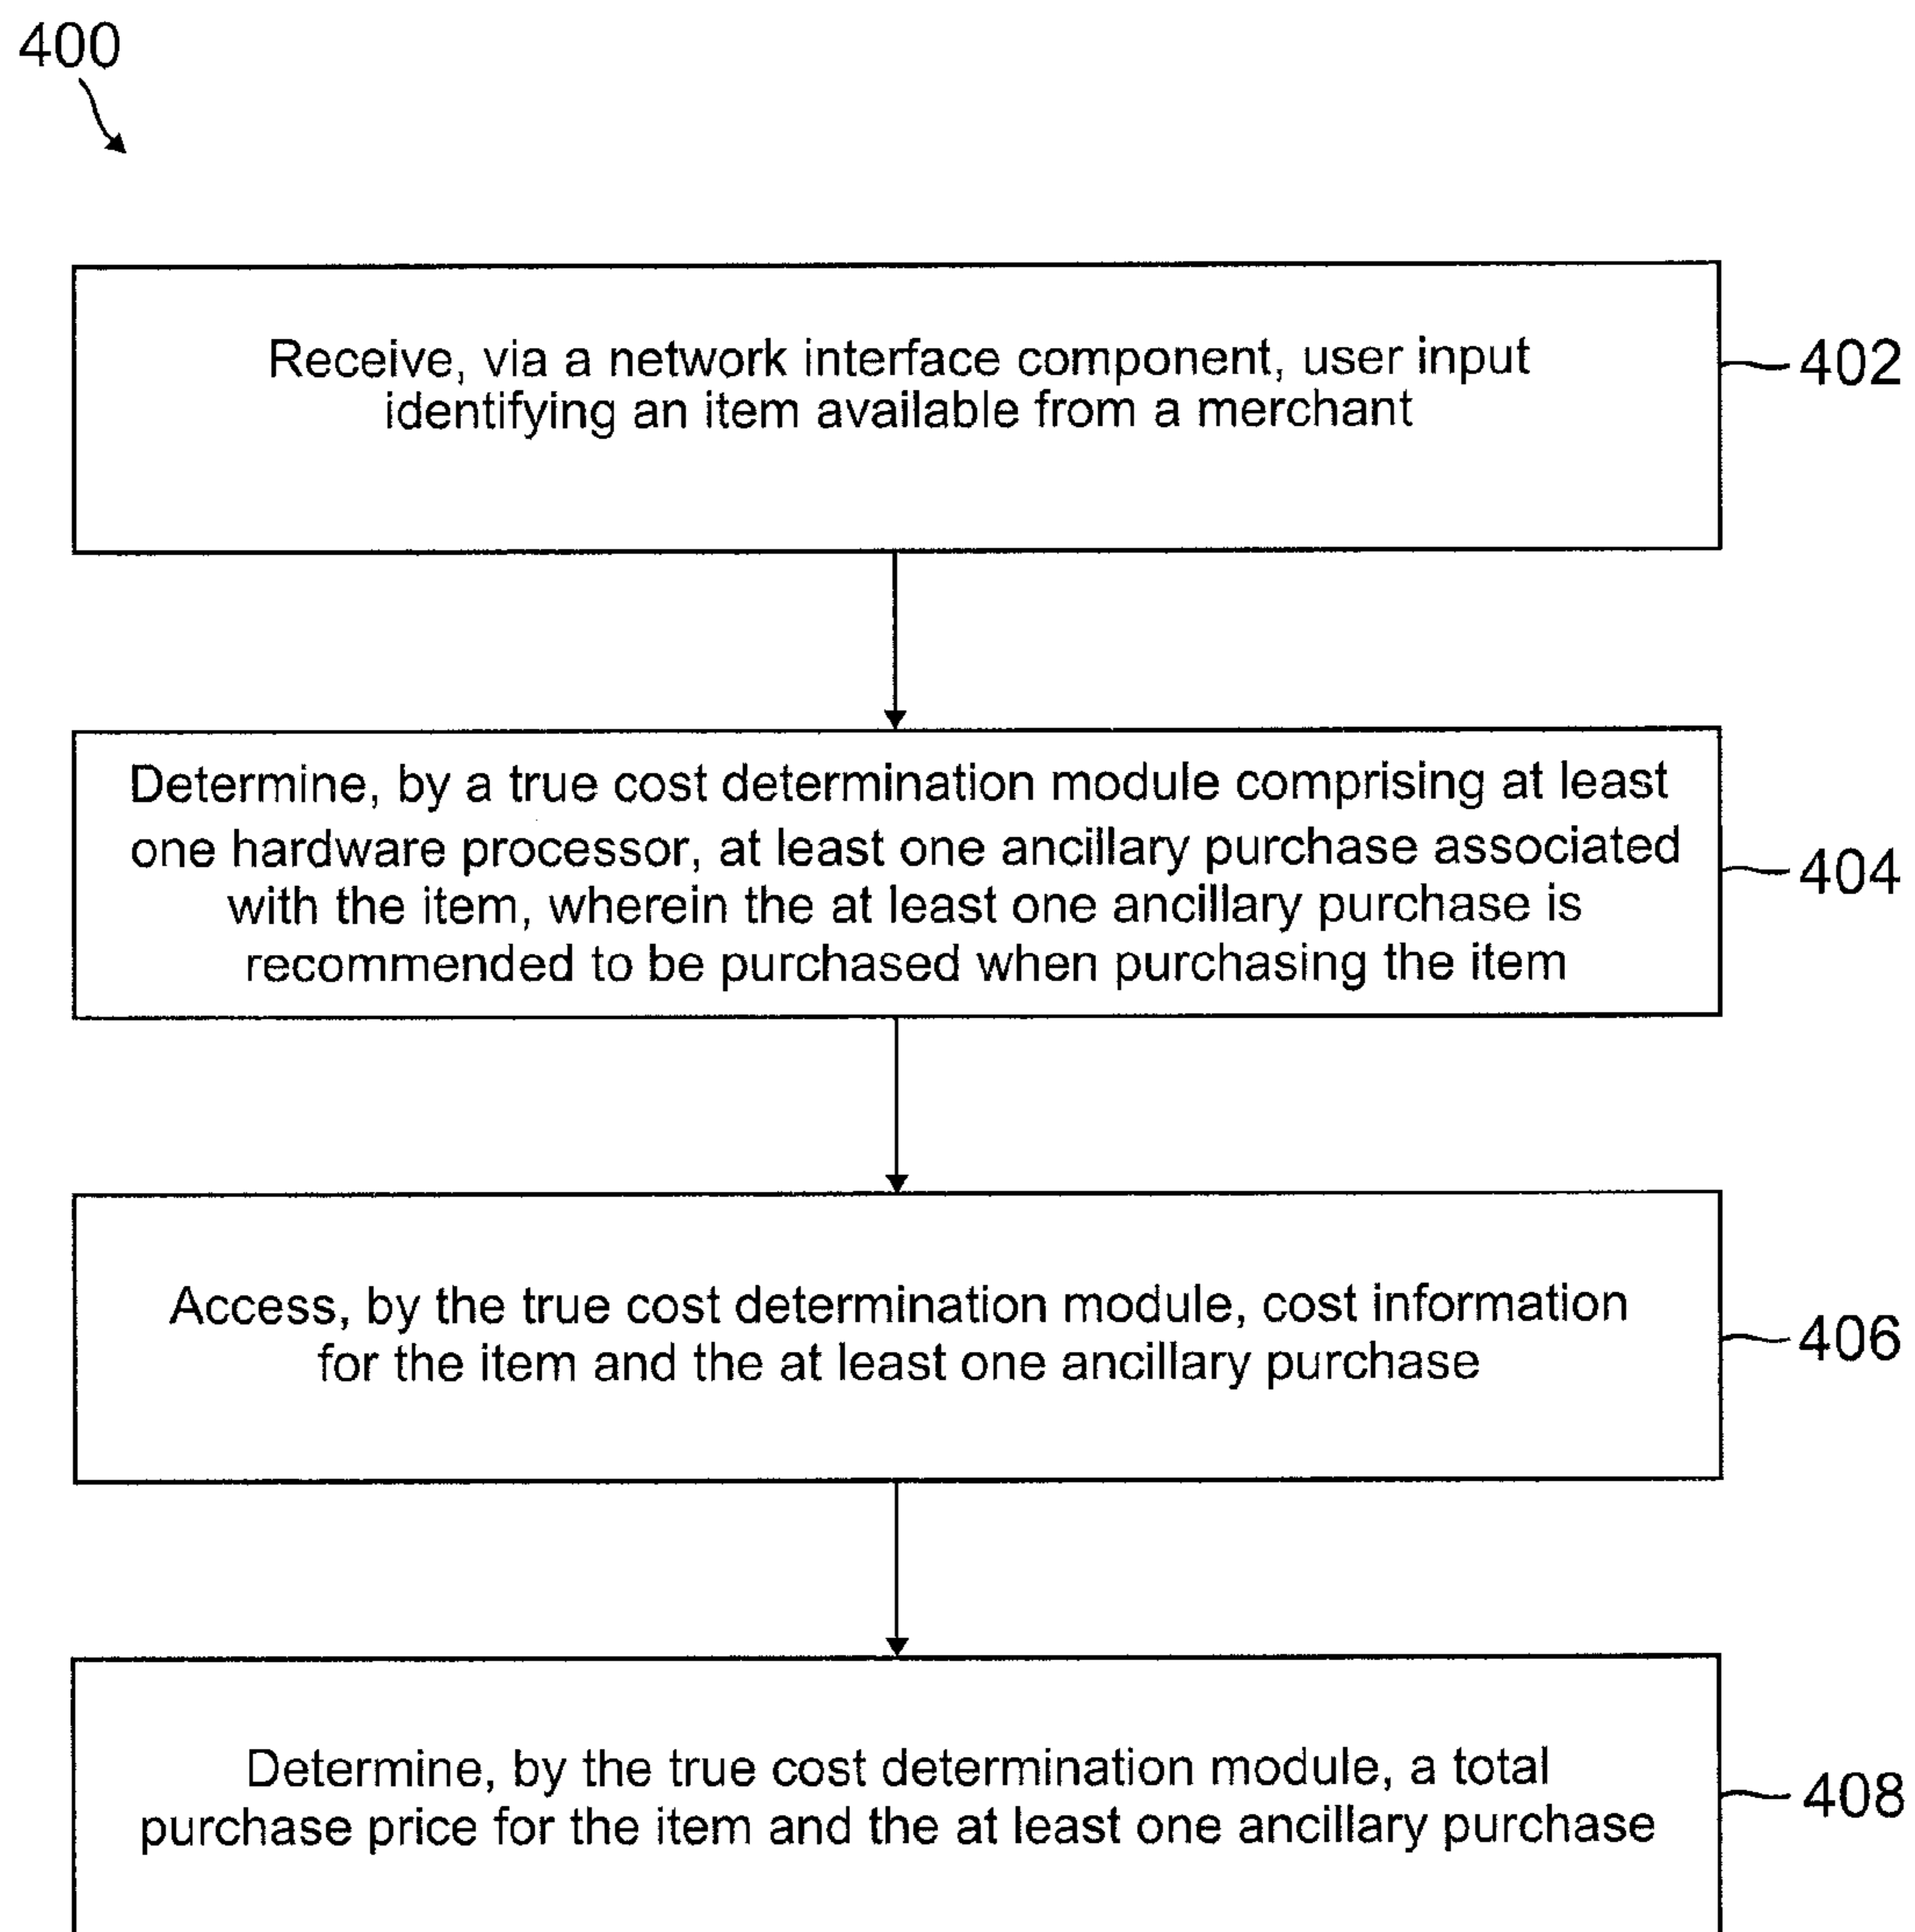 400
Receive, via a network interface component, user input
identifying an item available from a merchant
402
Determine, by a true cost determination module comprising at least
one hardware processor, at least one ancillary purchase associated
with the item, wherein the at least one ancillary purchase is
recommended to be purchased when purchasing the item
404
Access, by the true cost determination module, cost information
for the item and the at least one ancillary purchase
406
Determine, by the true cost determination module, a total
purchase price for the item and the at least one ancillary purchase
408